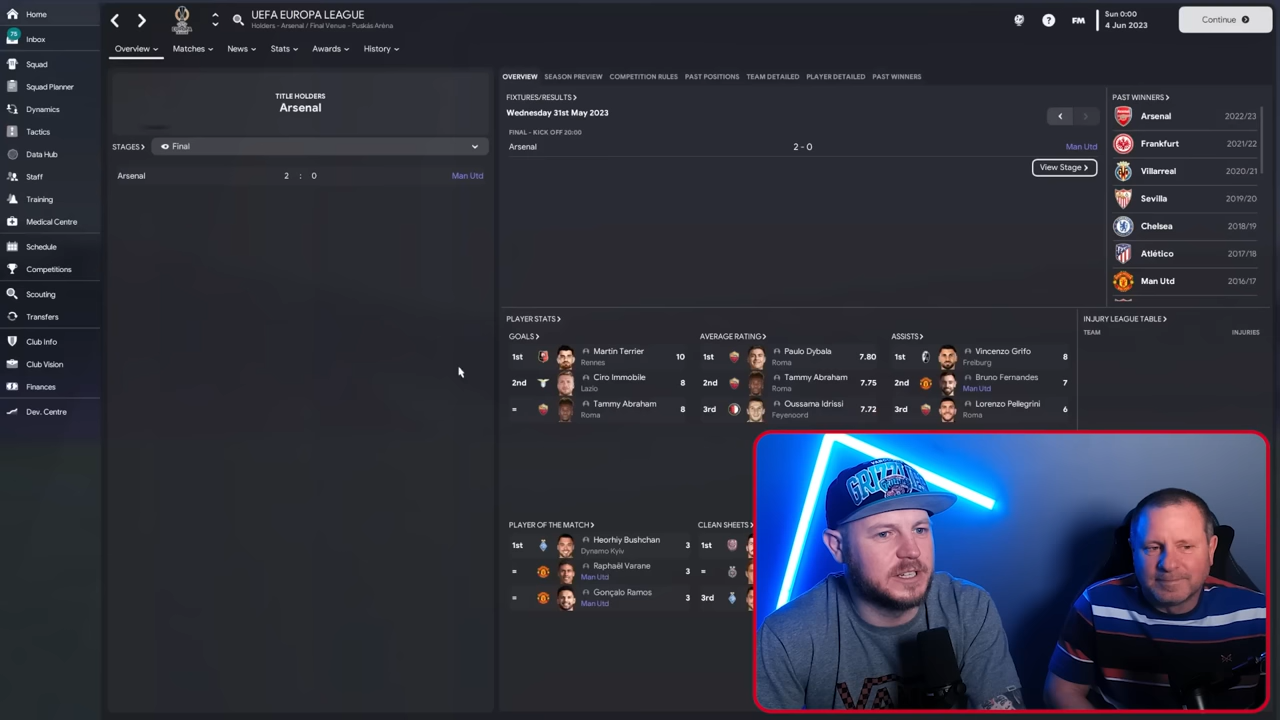 Home
75
Inbox
Squad
Squad Planner
Dynamics
Tactics
Data Hub
Staff
Training
Medical Centre
Schedule
Competitions
Scouting
Transfers
Club Info
Club Vision
Finances
Dev. Centre
UEFA EUROPA LEAGUE
Holders - Arsenal / Final Venue - Puskás Aréna
?
FM
Sun 0:00
4 Jun 2023
Continue
Overview
Matches
News
Stats
Awards
History
TITLE HOLDERS
Arsenal
STAGES
Final
Arsenal 2 : 0 Man Utd
OVERVIEW SEASON PREVIEW COMPETITION RULES PAST POSITIONS TEAM DETAILED PLAYER DETAILED PAST WINNERS
FIXTURES/RESULTS
Wednesday 31st May 2023
FINAL - KICK OFF 20:00
Arsenal 2 - 0 Man Utd
View Stage
PAST WINNERS
Arsenal 2022/23
Frankfurt 2021/22
Villarreal 2020/21
Sevilla 2019/20
Chelsea 2018/19
Atlético 2017/18
Man Utd 2016/17
PLAYER STATS
GOALS
1st Martin Terrier 10
Rennes
2nd Ciro Immobile 8
Lazio
= Tammy Abraham 8
Roma
AVERAGE RATING
1st Paulo Dybala 7.80
Roma
2nd Tammy Abraham 7.75
Roma
3rd Oussama Idrissi 7.72
Feyenoord
ASSISTS
1st Vincenzo Grifo 8
Freiburg
2nd Bruno Fernandes 7
Man Utd
3rd Lorenzo Pellegrini 6
Roma
INJURY LEAGUE TABLE
TEAM INJURIES
PLAYER OF THE MATCH
1st Heorhiy Bushchan 3
Dynamo Kyiv
= Raphaël Varane 3
Man Utd
= Gonçalo Ramos 3
Man Utd
CLEAN SHEETS
1st
=
3rd
GRIZZLIES